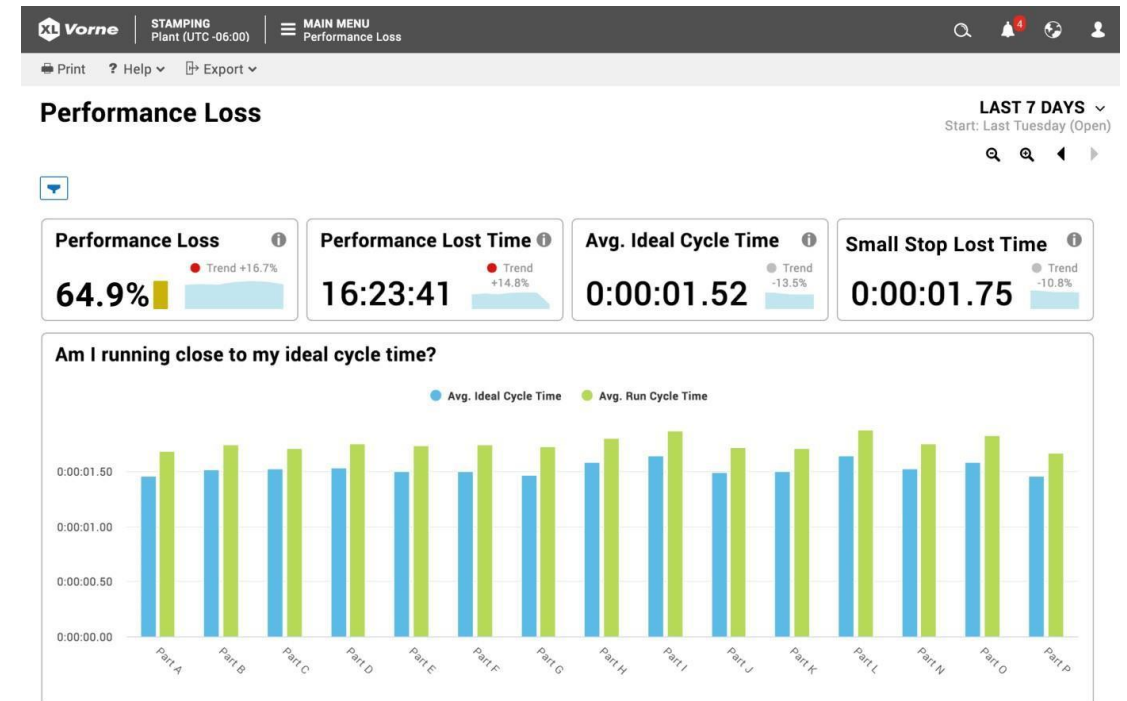 XL Vorne
STAMPING
Plant (UTC -06:00)
MAIN MENU
Performance Loss
4
Print
? Help
Export
Performance Loss
LAST 7 DAYS
Start: Last Tuesday (Open)
Performance Loss
Trend +16.7%
64.9%
Performance Lost Time
Trend
+14.8%
16:23:41
Avg. Ideal Cycle Time
Trend
-13.5%
0:00:01.52
Small Stop Lost Time
Trend
-10.8%
0:00:01.75
Am I running close to my ideal cycle time?
Avg. Ideal Cycle Time
Avg. Run Cycle Time
0:00:01.50
0:00:01.00
0:00:00.50
0:00:00.00
Part A
Part B
Part C
Part D
Part E
Part F
Part G
Part H
Part I
Part J
Part K
Part L
Part N
Part O
Part P